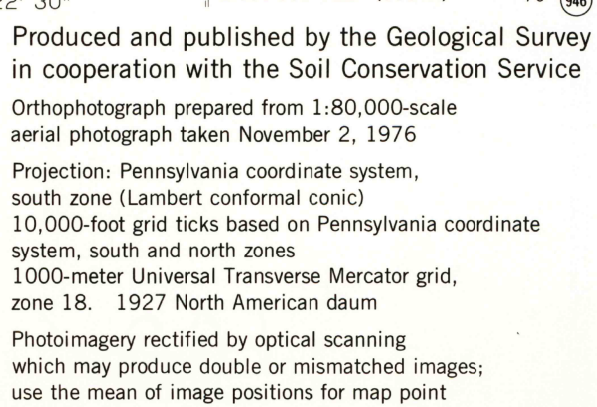 22° 30"
946
Produced and published by the Geological Survey
in cooperation with the Soil Conservation Service
Orthophotograph prepared from 1:80,000-scale
aerial photograph taken November 2, 1976
Projection: Pennsylvania coordinate system,
south zone (Lambert conformal conic)
10,000-foot grid ticks based on Pennsylvania coordinate
system, south and north zones
1000-meter Universal Transverse Mercator grid,
zone 18. 1927 North American daum
Photoimagery rectified by optical scanning
which may produce double or mismatched images;
use the mean of image positions for map point